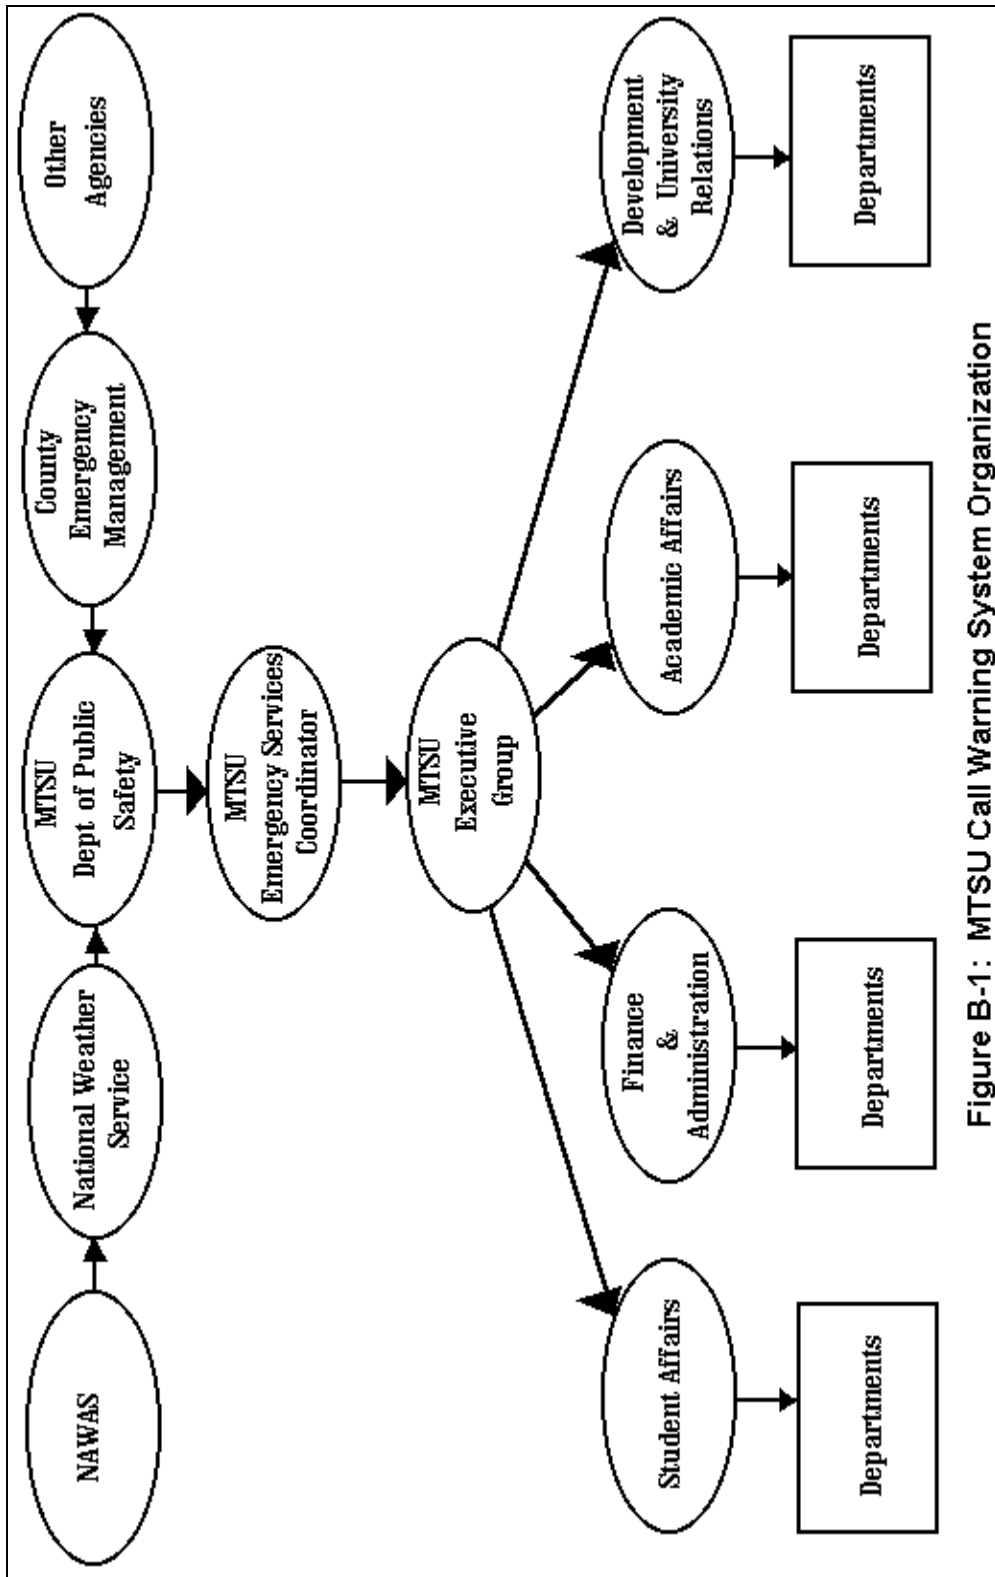 NAWAS
National Weather
Service
MTSU
Dept of Public
Safety
County
Emergency
Management
Other
Agencies
MTSU
Emergency Services
Coordinator
MTSU
Executive
Group
Student Affairs
Finance
&
Administration
Academic Affairs
Development
& University
Relations
Departments
Departments
Departments
Departments
Figure B-1: MTSU Call Warning System Organization